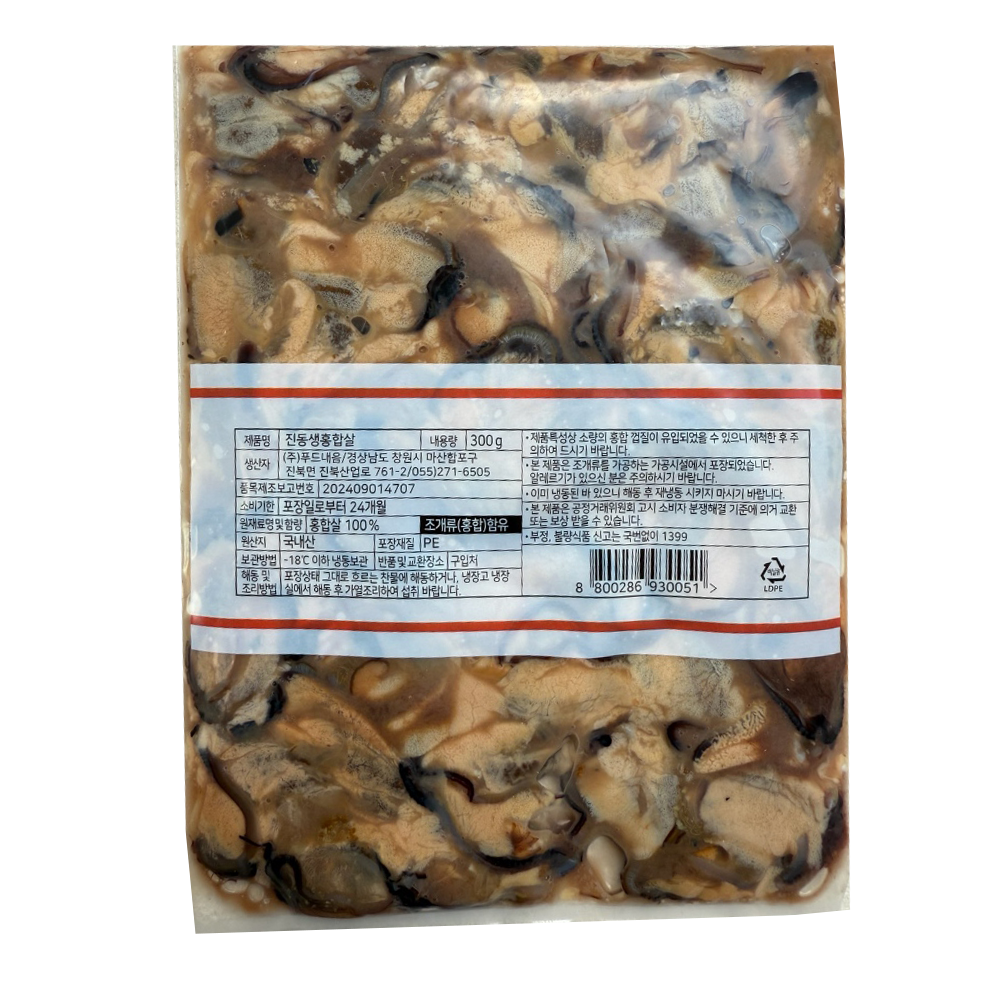 제품명 진동생홍합살 내용량 300g
생산자 (주)푸드내음/경상남도 창원시 마산합포구
진북면 진북산업로 761-2/055)271-6505
품목제조보고번호 202409014707
소비기한 포장일로부터 24개월
원재료명및함량 홍합살 100% 조개류(홍합)함유
원산지 국내산 포장재질 PE
보관방법 -18℃ 이하 냉동보관 반품 및 교환장소 구입처
해동 및 조리방법 포장상태 그대로 흐르는 찬물에 해동하거나, 냉장고 냉장
실에서 해동 후 가열조리하여 섭취 바랍니다.
·제품특성상 소량의 홍합 껍질이 유입되었을 수 있으니 세척한 후 주
의하여 드시기 바랍니다.
·본 제품은 조개류를 가공하는 가공시설에서 포장되었습니다.
알레르기가 있으신 분은 주의하시기 바랍니다.
·이미 냉동된 바 있으니 해동 후 재냉동 시키지 마시기 바랍니다.
·본 제품은 공정거래위원회 고시 소비자 분쟁해결 기준에 의거 교환
또는 보상 받을 수 있습니다.
·부정, 불량식품 신고는 국번없이 1399
8 800286 930051 >
LDPE